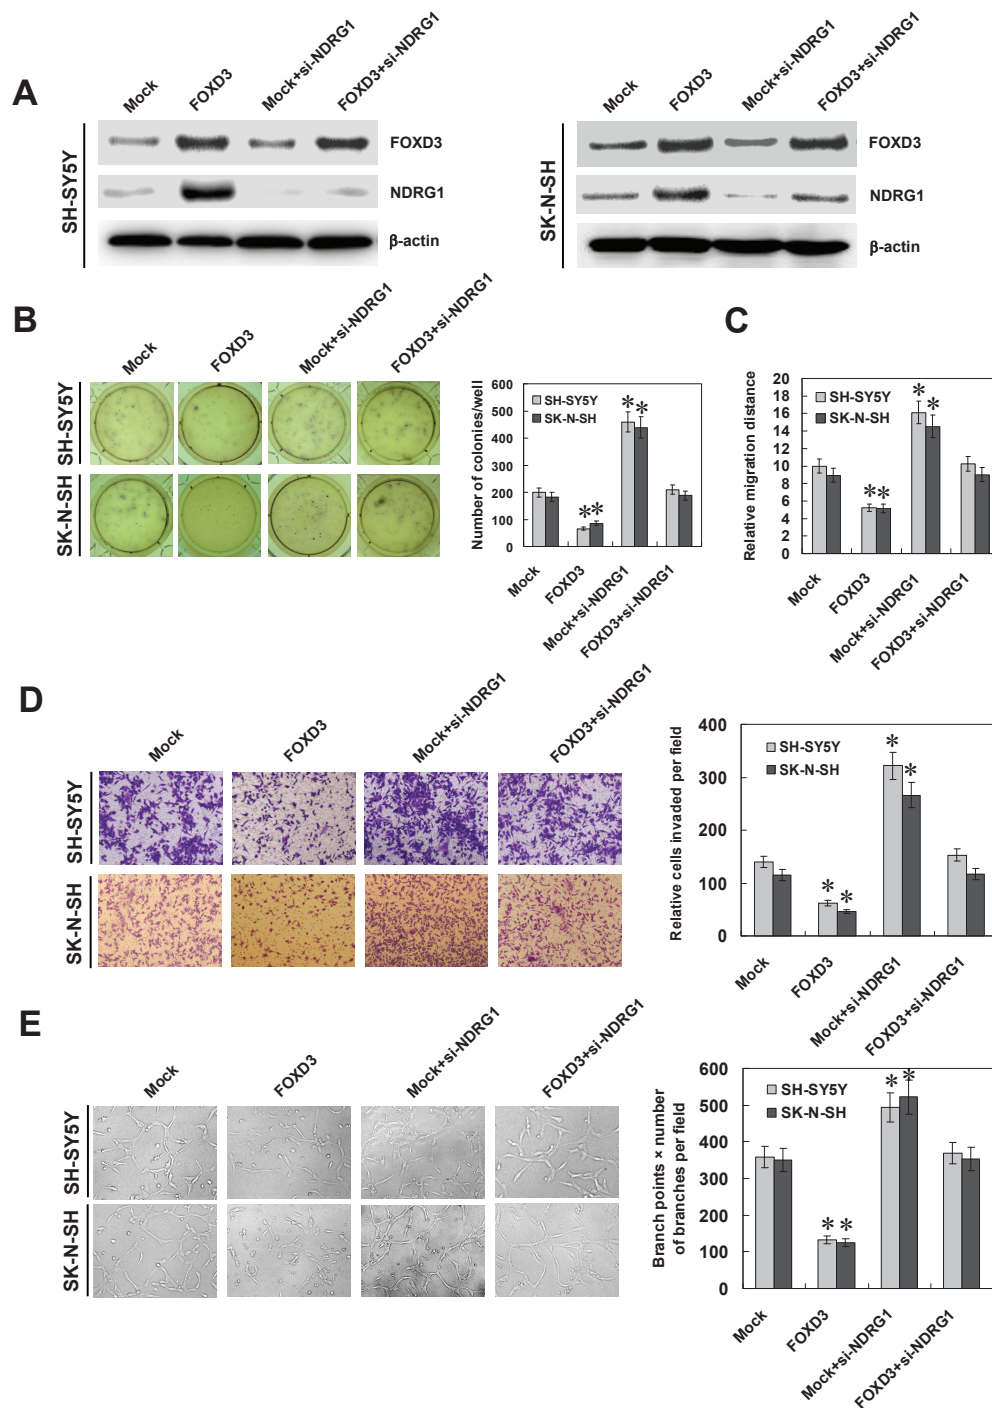 A
Mock
FOXD3
Mock+si-NDRG1
FOXD3+si-NDRG1
SH-SY5Y
FOXD3
NDRG1
β-actin
Mock
FOXD3
Mock+si-NDRG1
FOXD3+si-NDRG1
SK-N-SH
FOXD3
NDRG1
β-actin
B
Mock
FOXD3
Mock+si-NDRG1
FOXD3+si-NDRG1
SH-SY5Y
SK-N-SH
Number of colonies/well
600
500
400
300
200
100
0
SH-SY5Y
SK-N-SH
* * * *
Mock
FOXD3
Mock+si-NDRG1
FOXD3+si-NDRG1
C
Relative migration distance
20
18
16
14
12
10
8
6
4
2
0
SH-SY5Y
SK-N-SH
* * * *
Mock
FOXD3
Mock+si-NDRG1
FOXD3+si-NDRG1
D
Mock
FOXD3
Mock+si-NDRG1
FOXD3+si-NDRG1
SH-SY5Y
SK-N-SH
Relative cells invaded per field
400
300
200
100
0
SH-SY5Y
SK-N-SH
* * * *
Mock
FOXD3
Mock+si-NDRG1
FOXD3+si-NDRG1
E
Mock
FOXD3
Mock+si-NDRG1
FOXD3+si-NDRG1
SH-SY5Y
SK-N-SH
Branch points × number
of branches per field
600
500
400
300
200
100
0
SH-SY5Y
SK-N-SH
* * * *
Mock
FOXD3
Mock+si-NDRG1
FOXD3+si-NDRG1